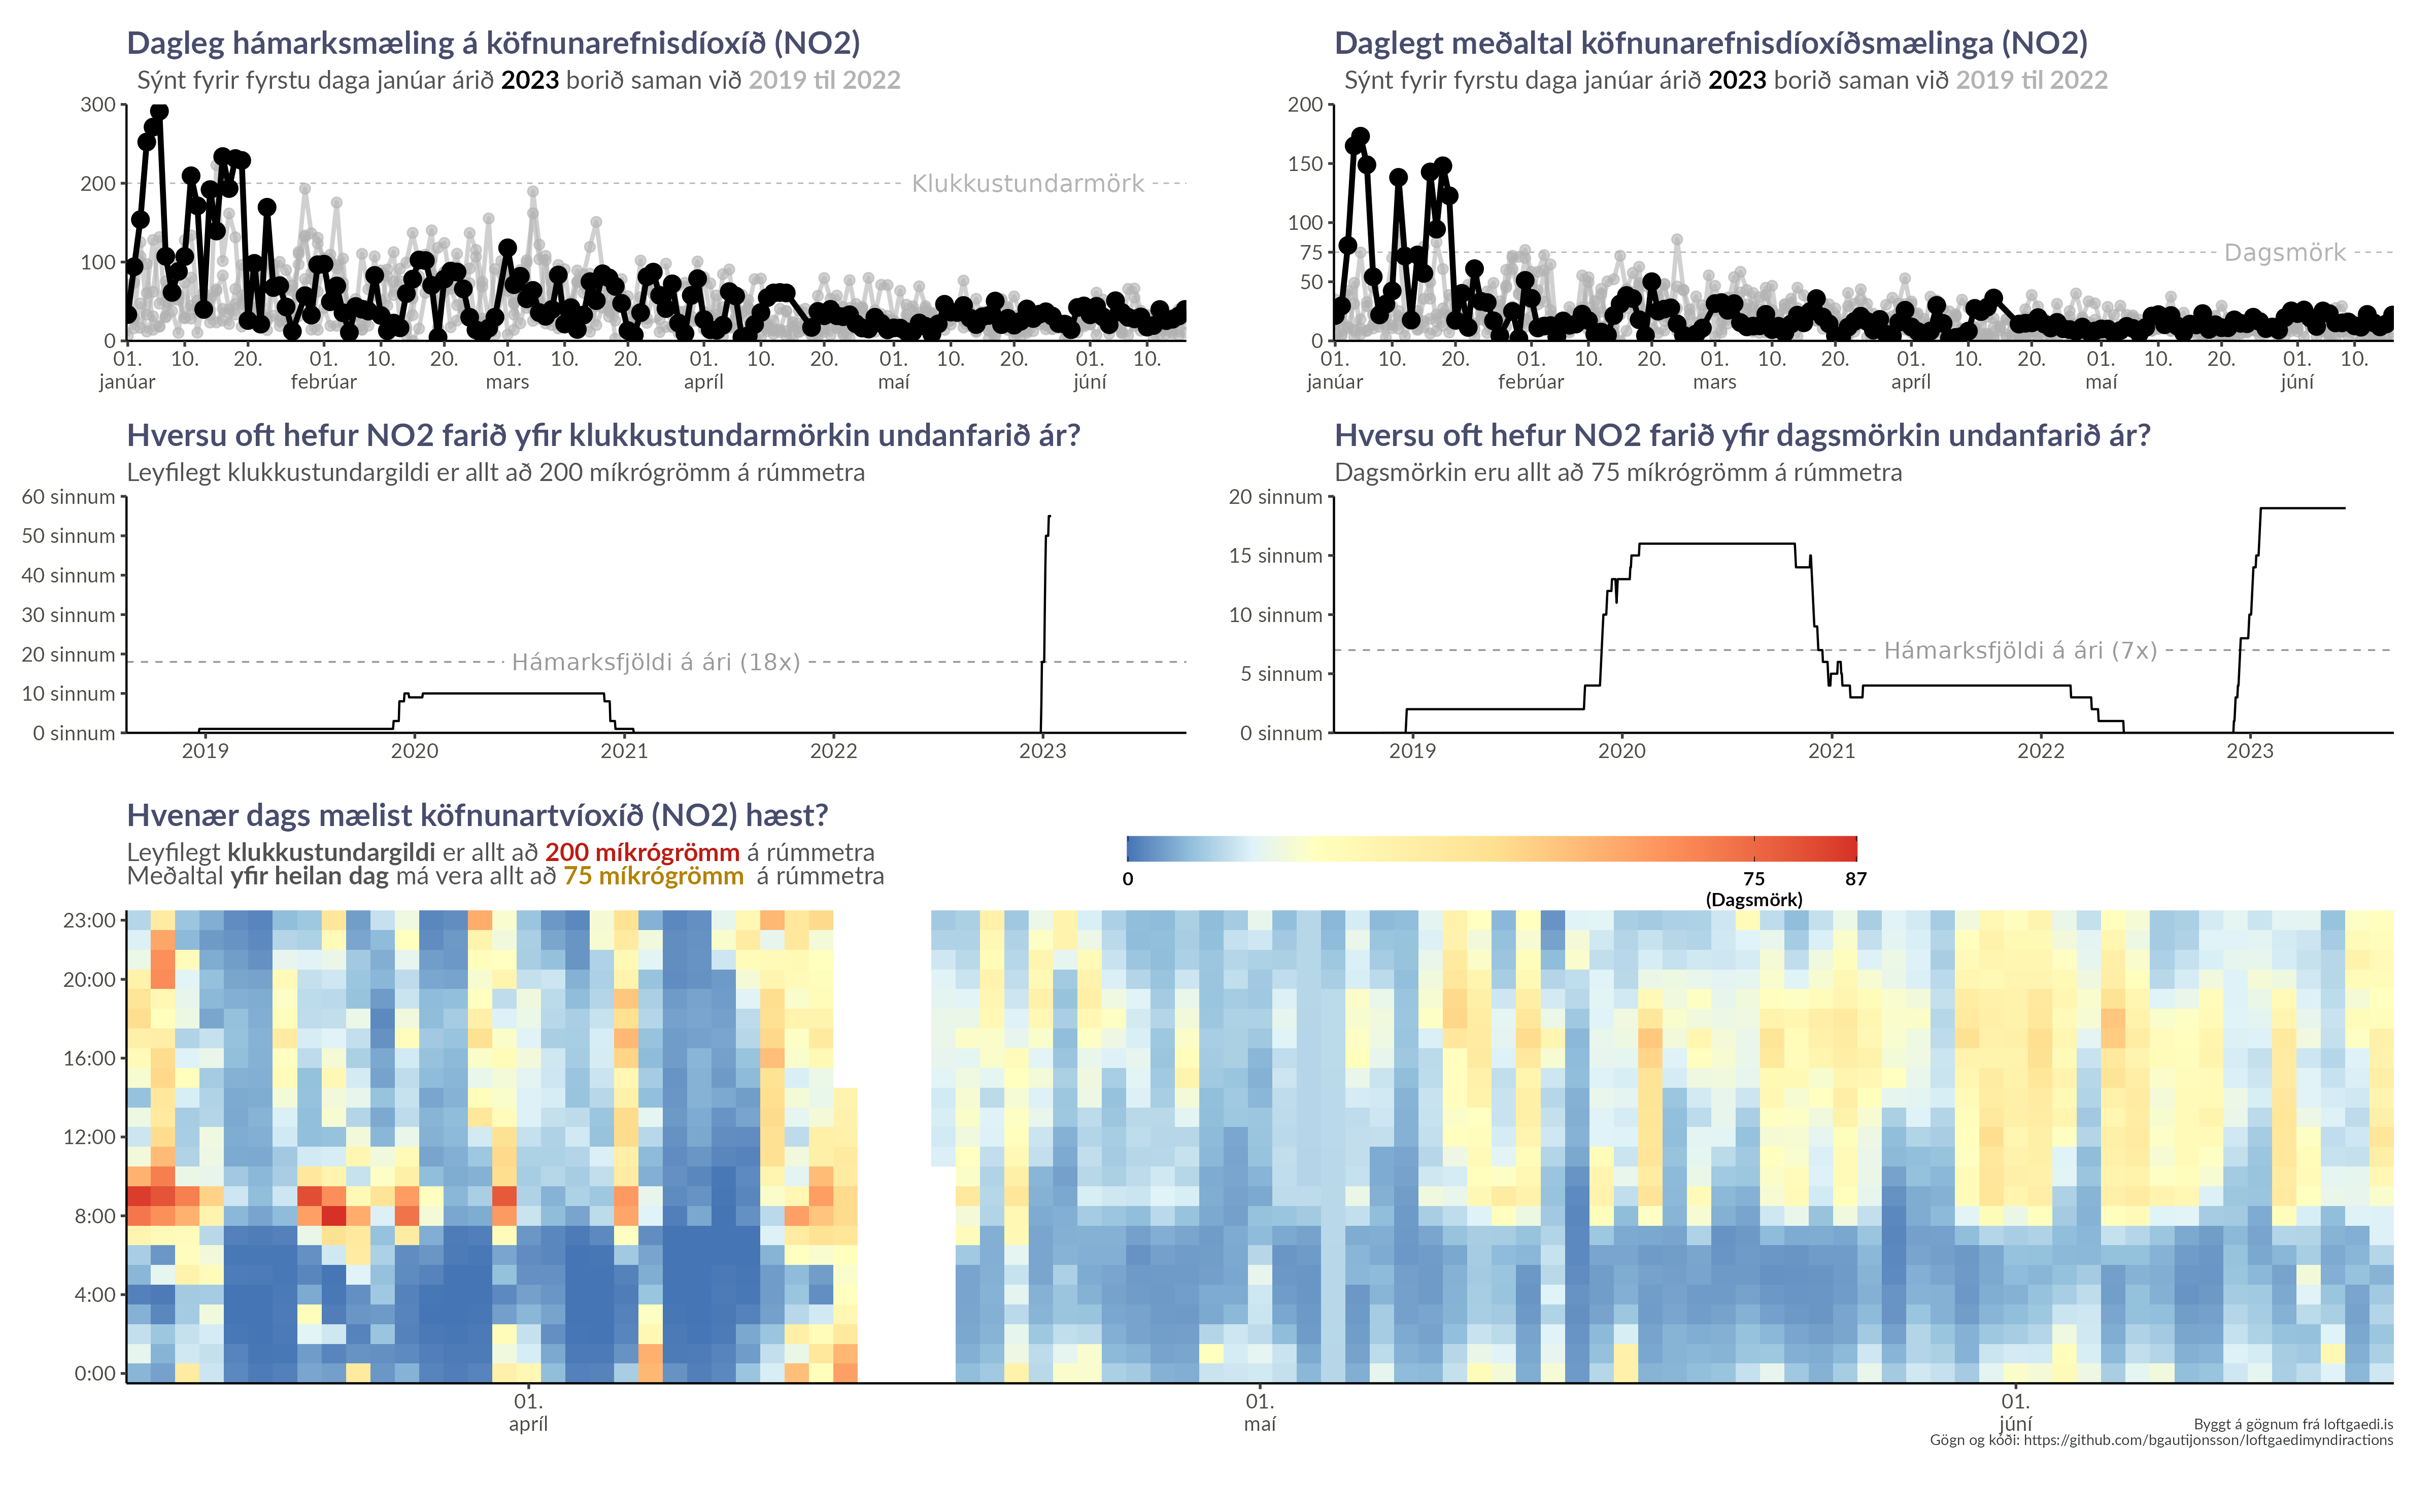 Dagleg hámarksmæling á köfnunarefnisdíoxíð (NO2)
Sýnt fyrir fyrstu daga janúar árið 2023 borið saman við 2019 til 2022
300
200
100
0
Klukkustundarmörk
01. 10. 20. 01. 10. 20. 01. 10. 20. 01. 10. 20. 01. 10. 20. 01. 10.
janúar febrúar mars apríl maí júní
Daglegt meðaltal köfnunarefnisdíoxíðsmælinga (NO2)
Sýnt fyrir fyrstu daga janúar árið 2023 borið saman við 2019 til 2022
200
150
100
75
50
0
Dagsmörk
01. 10. 20. 01. 10. 20. 01. 10. 20. 01. 10. 20. 01. 10. 20. 01. 10.
janúar febrúar mars apríl maí júní
Hversu oft hefur NO2 farið yfir klukkustundarmörkin undanfarið ár?
Leyfilegt klukkustundargildi er allt að 200 míkrógrömm á rúmmetra
60 sinnum
50 sinnum
40 sinnum
30 sinnum
20 sinnum
10 sinnum
0 sinnum
Hámarksfjöldi á ári (18x)
2019 2020 2021 2022 2023
Hversu oft hefur NO2 farið yfir dagsmörkin undanfarið ár?
Dagsmörkin eru allt að 75 míkrógrömm á rúmmetra
20 sinnum
15 sinnum
10 sinnum
5 sinnum
0 sinnum
Hámarksfjöldi á ári (7x)
2019 2020 2021 2022 2023
Hvenær dags mælist köfnunartvíoxíð (NO2) hæst?
Leyfilegt klukkustundargildi er allt að 200 míkrógrömm á rúmmetra
Meðaltal yfir heilan dag má vera allt að 75 míkrógrömm á rúmmetra
0 75 87
(Dagsmörk)
23:00
20:00
16:00
12:00
8:00
4:00
0:00
01. 01. 01.
apríl maí júní
Byggt á gögnum frá loftgaedi.is
Gögn og kóði: https://github.com/bgautijonsson/loftgaedimyndiractions